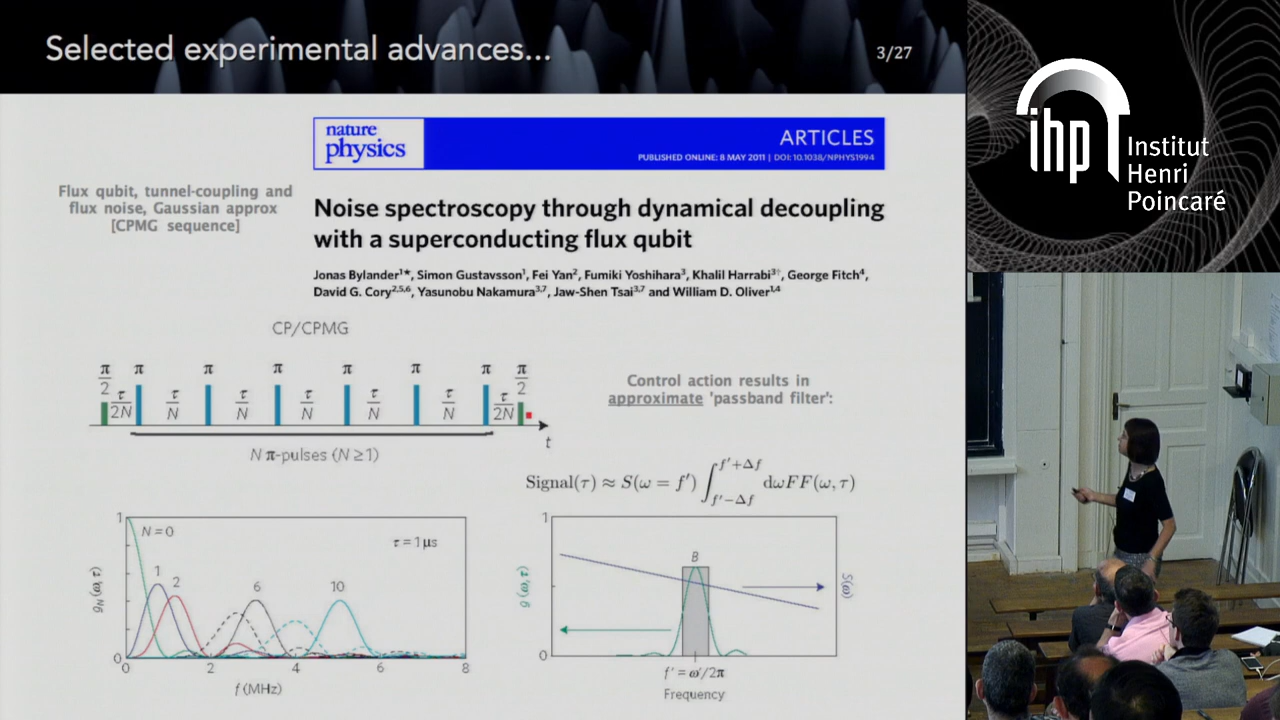 Selected experimental advances...
3/27
ihp
Institut
Henri
Poincaré
nature
physics
ARTICLES
PUBLISHED ONLINE: 8 MAY 2011 | DOI: 10.1038/NPHYS1994
Flux qubit, tunnel-coupling and
flux noise, Gaussian approx
[CPMG sequence]
Noise spectroscopy through dynamical decoupling
with a superconducting flux qubit
Jonas Bylander¹*, Simon Gustavsson¹, Fei Yan², Fumiki Yoshihara³, Khalil Harrabi³†, George Fitch⁴,
David G. Cory²,⁵,⁶, Yasunobu Nakamura³,⁷, Jaw-Shen Tsai³,⁷ and William D. Oliver¹,⁴
CP/CPMG
π/2 π π π π π π π/2
τ/2N τ/N τ/N τ/N τ/N τ/N τ/2N
t
N π-pulses (N ≥ 1)
Control action results in
approximate 'passband filter':
Signal(τ) ≈ S(ω = f′) ∫_{f′−Δf}^{f′+Δf} dωFF(ω, τ)
1
N = 0
τ = 1 μs
1
2
6
10
g_N (ω, τ)
0
0 2 4 6 8
f (MHz)
1
B
g (ω, τ)
S(ω)
0
f′ = ω′/2π
Frequency